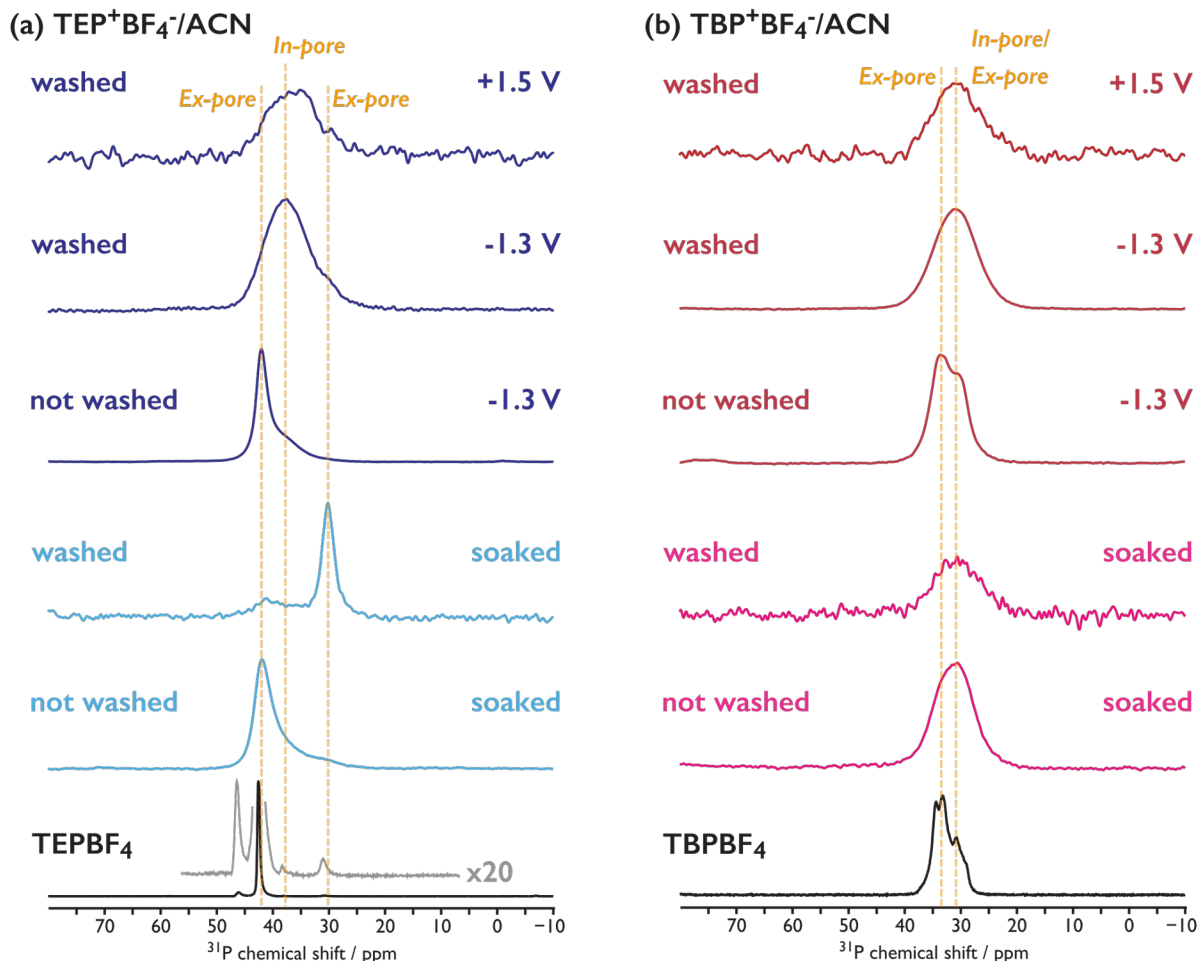 (a) TEP⁺BF₄⁻/ACN
In-pore
washed +1.5 V
Ex-pore Ex-pore
washed -1.3 V
not washed -1.3 V
washed soaked
not washed soaked
TEPBF₄
x20
80 70 60 50 40 30 20 10 0 −10
³¹P chemical shift / ppm
(b) TBP⁺BF₄⁻/ACN
In-pore/
Ex-pore Ex-pore
washed +1.5 V
washed -1.3 V
not washed -1.3 V
washed soaked
not washed soaked
TBPBF₄
80 70 60 50 40 30 20 10 0 −10
³¹P chemical shift / ppm